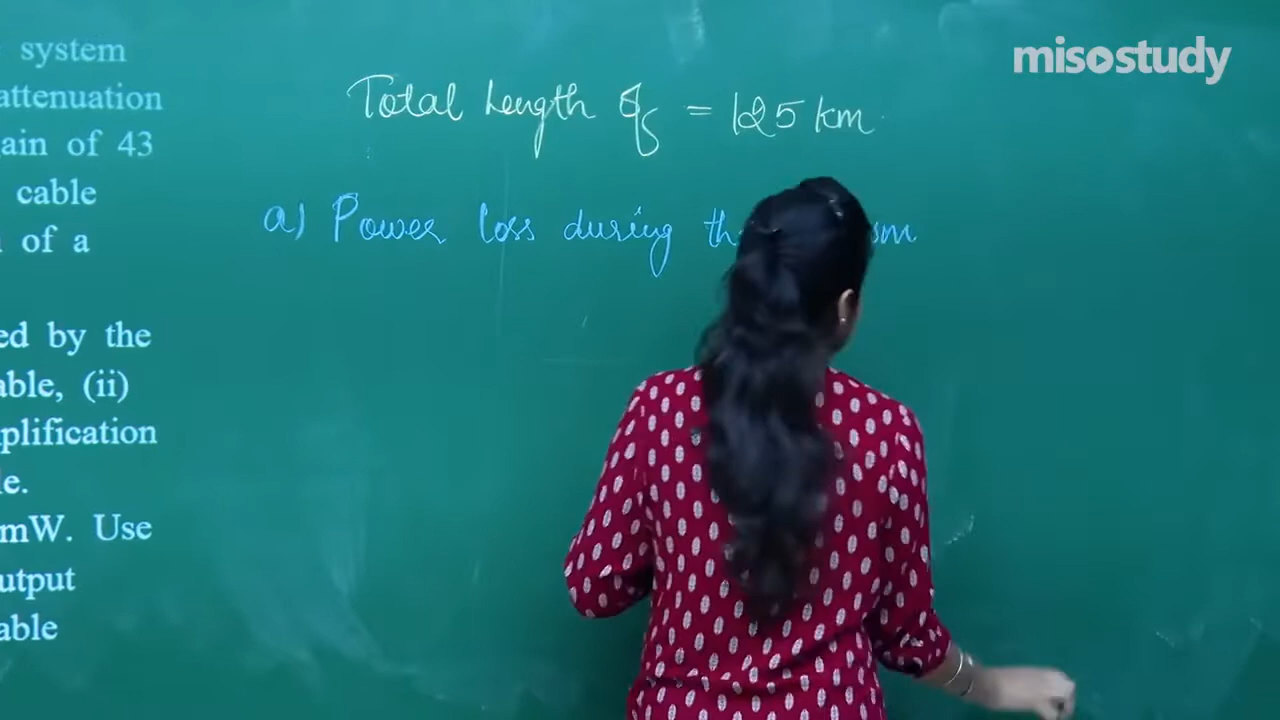 system
attenuation
ain of 43
cable
of a
ed by the
able, (ii)
plification
le.
mW. Use
utput
able
misostudy
Total Length of = 125 km
a) Power loss during th